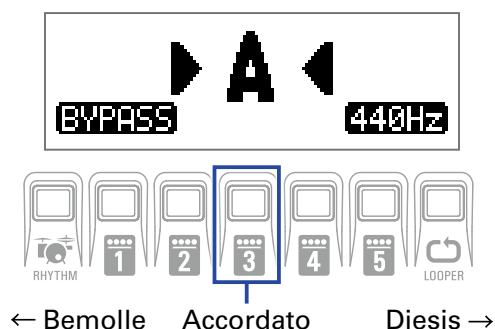 A
BYPASS 440Hz
1 2 3 4 5
RHYTHM LOOPER
← Bemolle Accordato Diesis →